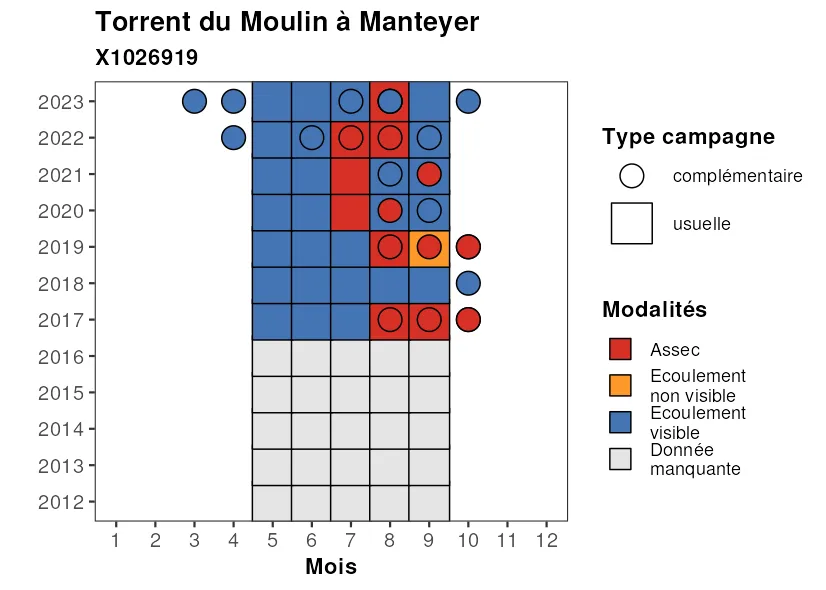 Torrent du Moulin à Manteyer
X1026919
2023
2022
2021
2020
2019
2018
2017
2016
2015
2014
2013
2012
1 2 3 4 5 6 7 8 9 10 11 12
Mois
Type campagne
complémentaire
usuelle
Modalités
Assec
Ecoulement
non visible
Ecoulement
visible
Donnée
manquante